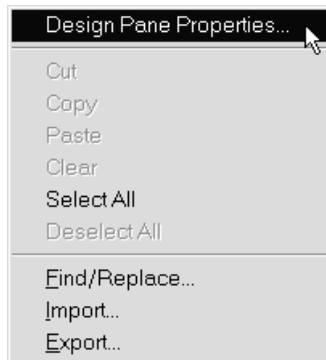 Design Pane Properties...
Cut
Copy
Paste
Clear
Select All
Deselect All
Find/Replace...
Import...
Export...